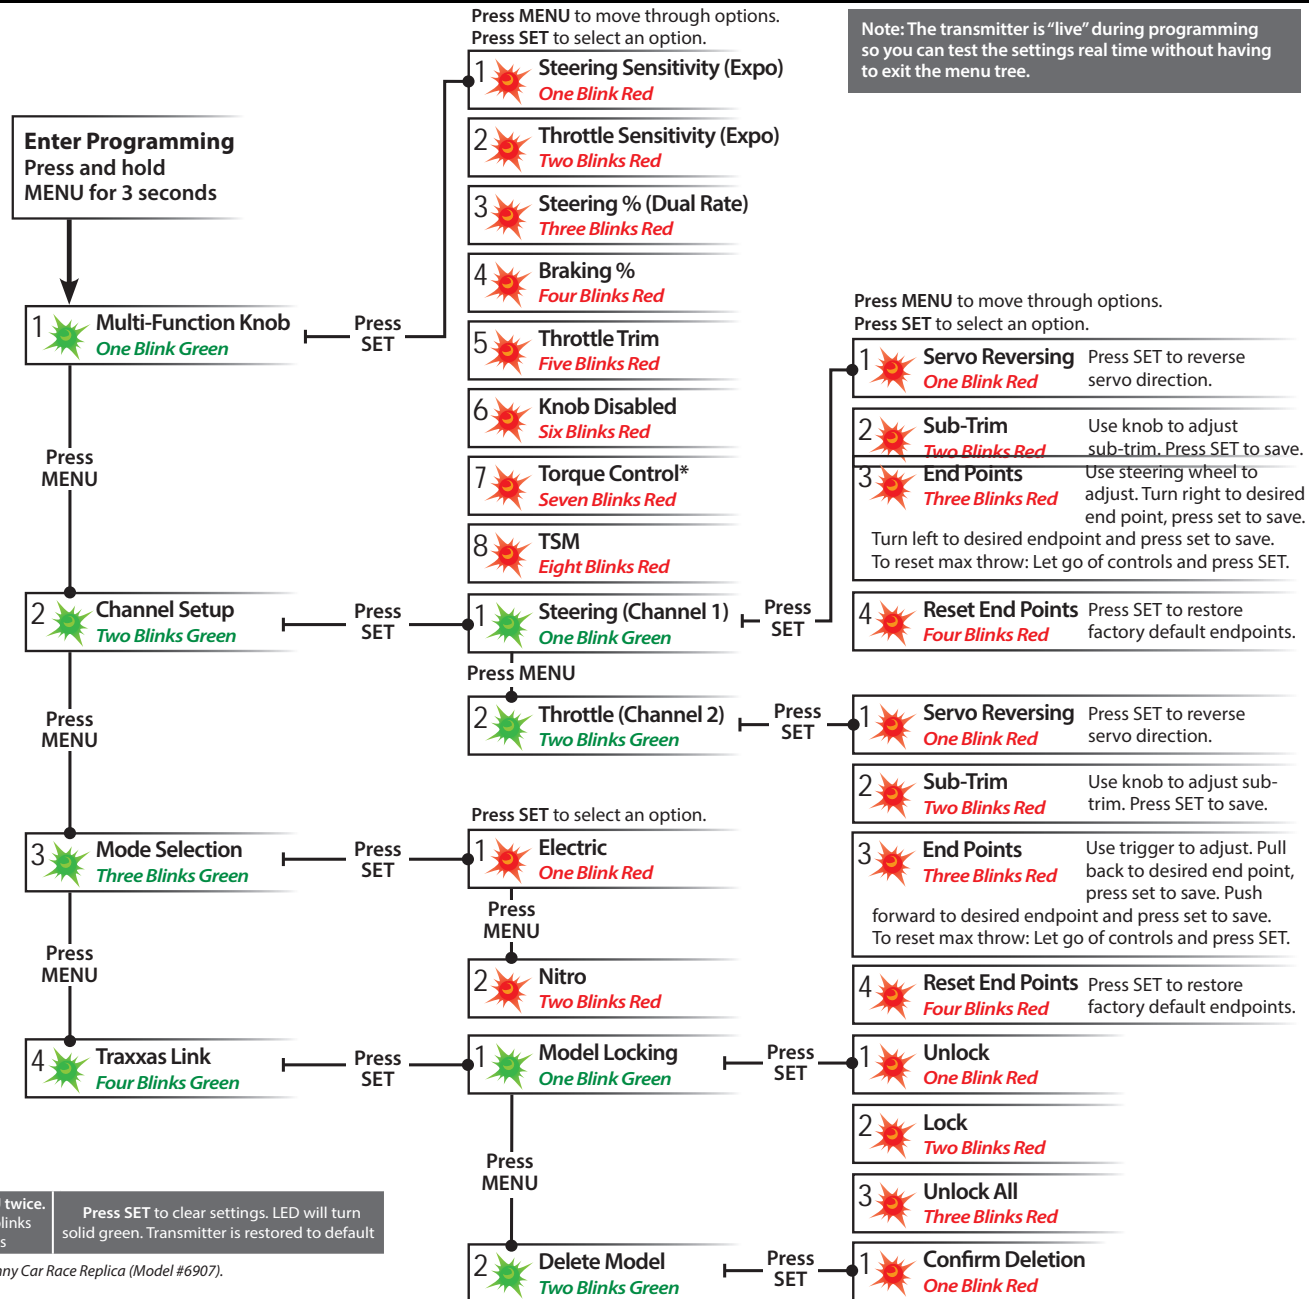 Press MENU to move through options.
Press SET to select an option.
Note: The transmitter is “live” during programming
so you can test the settings real time without having
to exit the menu tree.
Enter Programming
Press and hold
MENU for 3 seconds
1
Multi-Function Knob
One Blink Green
Press
SET
1
Steering Sensitivity (Expo)
One Blink Red
2
Throttle Sensitivity (Expo)
Two Blinks Red
3
Steering % (Dual Rate)
Three Blinks Red
4
Braking %
Four Blinks Red
5
Throttle Trim
Five Blinks Red
6
Knob Disabled
Six Blinks Red
7
Torque Control*
Seven Blinks Red
8
TSM
Eight Blinks Red
Press
MENU
2
Channel Setup
Two Blinks Green
Press
SET
1
Steering (Channel 1)
One Blink Green
Press
SET
Press MENU to move through options.
Press SET to select an option.
1
Servo Reversing
One Blink Red
Press SET to reverse
servo direction.
2
Sub-Trim
Two Blinks Red
Use knob to adjust
sub-trim. Press SET to save.
3
End Points
Three Blinks Red
Use steering wheel to
adjust. Turn right to desired
end point, press set to save.
Turn left to desired endpoint and press set to save.
To reset max throw: Let go of controls and press SET.
4
Reset End Points
Four Blinks Red
Press SET to restore
factory default endpoints.
Press MENU
2
Throttle (Channel 2)
Two Blinks Green
Press
SET
1
Servo Reversing
One Blink Red
Press SET to reverse
servo direction.
2
Sub-Trim
Two Blinks Red
Use knob to adjust sub-
trim. Press SET to save.
3
End Points
Three Blinks Red
Use trigger to adjust. Pull
back to desired end point,
press set to save. Push
forward to desired endpoint and press set to save.
To reset max throw: Let go of controls and press SET.
4
Reset End Points
Four Blinks Red
Press SET to restore
factory default endpoints.
Press
MENU
3
Mode Selection
Three Blinks Green
Press
SET
Press SET to select an option.
1
Electric
One Blink Red
Press
MENU
2
Nitro
Two Blinks Red
Press
MENU
4
Traxxas Link
Four Blinks Green
Press
SET
1
Model Locking
One Blink Green
Press
SET
1
Unlock
One Blink Red
2
Lock
Two Blinks Red
3
Unlock All
Three Blinks Red
Press
MENU
2
Delete Model
Two Blinks Green
Press
SET
1
Confirm Deletion
One Blink Red
twice.
Press SET to clear settings. LED will turn
solid green. Transmitter is restored to default
Car Race Replica (Model #6907).